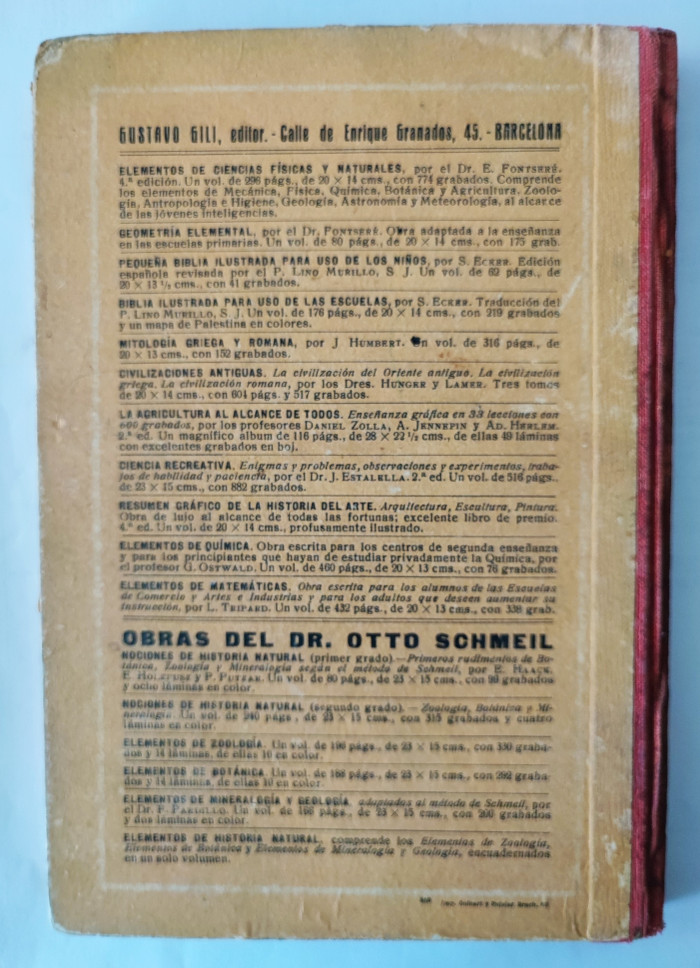 GUSTAVO GILI, editor. - Calle de Enrique Granados, 45. - BARCELONA
ELEMENTOS DE CIENCIAS FÍSICAS Y NATURALES, por el Dr. E. FONTSERÉ.
4.ª edición. Un vol. de 296 págs., de 20 × 14 cms., con 774 grabados. Comprende
los elementos de Mecánica, Física, Química, Botánica y Agricultura, Zoolo-
gía, Antropología e Higiene, Geología, Astronomía y Meteorología, al alcance
de las jóvenes inteligencias.
GEOMETRÍA ELEMENTAL, por el Dr. FONTSERÉ. Obra adaptada a la enseñanza
en las escuelas primarias. Un vol. de 80 págs., de 20 × 14 cms., con 175 grab.
PEQUEÑA BIBLIA ILUSTRADA PARA USO DE LOS NIÑOS, por S. ECKER. Edición
española revisada por el P. LINO MURILLO, S J. Un vol. de 62 págs., de
20 × 13 ½ cms., con 41 grabados.
BIBLIA ILUSTRADA PARA USO DE LAS ESCUELAS, por S. ECKER. Traducción del
P. LINO MURILLO, S. J. Un vol. de 176 págs., de 20 × 14 cms., con 219 grabados
y un mapa de Palestina en colores.
MITOLOGÍA GRIEGA Y ROMANA, por J HUMBERT. Un vol. de 316 págs., de
20 × 13 cms., con 152 grabados.
CIVILIZACIONES ANTIGUAS. La civilización del Oriente antiguo. La civilización
griega. La civilización romana, por los Dres. HUNGER y LAMER. Tres tomos
de 20 × 14 cms., con 604 págs. y 517 grabados.
LA AGRICULTURA AL ALCANCE DE TODOS. Enseñanza gráfica en 33 lecciones con
600 grabados, por los profesores DANIEL ZOLLA, A. JENNEPIN y AD. HERLEM.
2.ª ed. Un magnífico album de 116 págs., de 28 × 22 ½ cms., de ellas 49 láminas
con excelentes grabados en boj.
CIENCIA RECREATIVA. Enigmas y problemas, observaciones y experimentos, traba-
jos de habilidad y paciencia, por el Dr. J. ESTALELLA. 2.ª ed. Un vol. de 516 págs.,
de 23 × 15 cms., con 882 grabados.
RESUMEN GRÁFICO DE LA HISTORIA DEL ARTE. Arquitectura, Escultura, Pintura.
Obra de lujo al alcance de todas las fortunas; excelente libro de premio.
4.ª ed. Un vol. de 20 × 14 cms., profusamente ilustrado.
ELEMENTOS DE QUÍMICA. Obra escrita para los centros de segunda enseñanza
y para los principiantes que hayan de estudiar privadamente la Química, por
el profesor G. OSTWALD. Un vol. de 460 págs., de 20 × 13 cms., con 76 grabados.
ELEMENTOS DE MATEMÁTICAS. Obra escrita para los alumnos de las Escuelas
de Comercio y Artes e Industrias y para los adultos que deseen aumentar su
instrucción, por L. TRIPARD. Un vol. de 432 págs., de 20 × 13 cms., con 338 grab.
OBRAS DEL DR. OTTO SCHMEIL
NOCIONES DE HISTORIA NATURAL (primer grado).—Primeros rudimentos de Bo-
tánica, Zoología y Mineralogía según el método de Schmeil, por E. HAACK,
E. HOLZFUSS y P. PUTZAR. Un vol. de 80 págs., de 23 × 15 cms., con 99 grabados
y ocho láminas en color.
NOCIONES DE HISTORIA NATURAL (segundo grado). — Zoología, Botánica y Mi-
neralogía. Un vol. de 240 págs., de 23 × 15 cms., con 315 grabados y cuatro
láminas en color.
ELEMENTOS DE ZOOLOGÍA. Un vol. de 196 págs., de 23 × 15 cms., con 330 graba-
dos y 14 láminas, de ellas 10 en color.
ELEMENTOS DE BOTÁNICA. Un vol. de 188 págs., de 23 × 15 cms., con 262 graba-
dos y 14 láminas, de ellas 10 en color.
ELEMENTOS DE MINERALOGÍA Y GEOLOGÍA, adaptados al método de Schmeil, por
el Dr. F. PARDILLO. Un vol. de 168 págs., de 23 × 15 cms., con 200 grabados
y dos láminas en color.
ELEMENTOS DE HISTORIA NATURAL, comprende los Elementos de Zoología,
Elementos de Botánica y Elementos de Mineralogía y Geología, encuadernados
en un solo volumen.